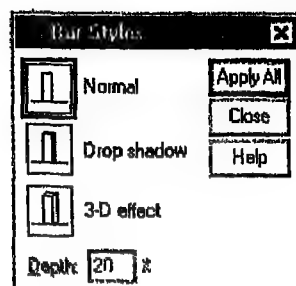 Bar Styles
Normal
Apply All
Close
Drop shadow
Help
3-D effect
Depth: 20 %